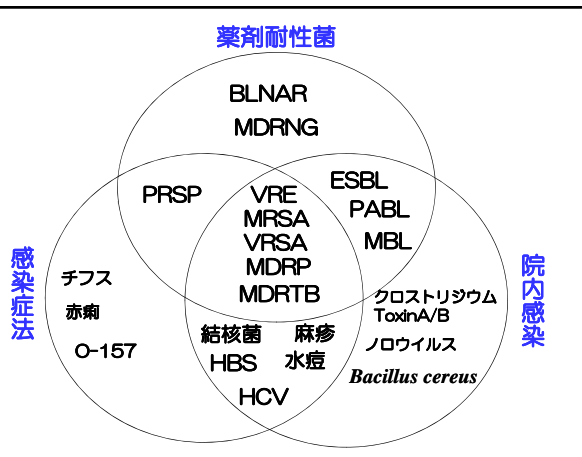 薬剤耐性菌
BLNAR
MDRNG
PRSP
VRE
MRSA
VRSA
MDRP
MDRTB
ESBL
PABL
MBL
感染症法
チフス
赤痢
O-157
結核菌 麻疹
HBS 水痘
HCV
クロストリジウム
ToxinA/B
ノロウイルス
Bacillus cereus
院内感染